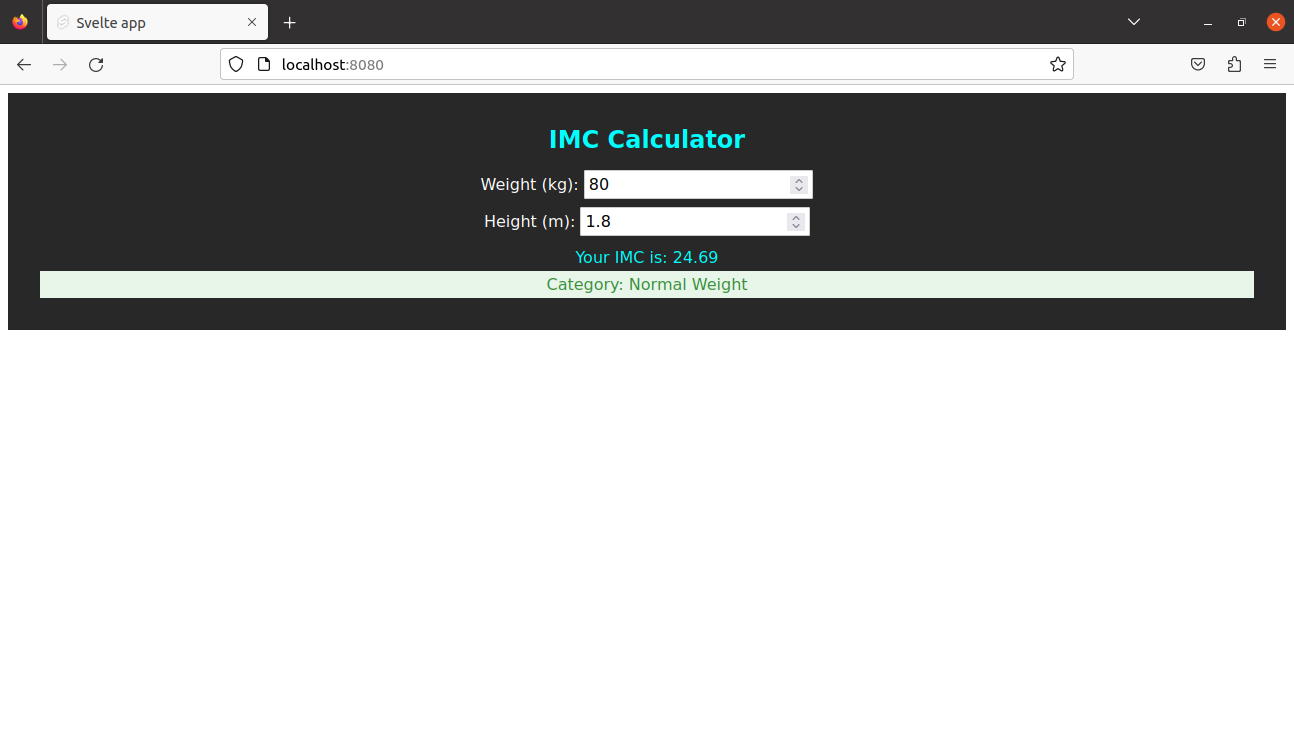 Svelte app
localhost:8080
IMC Calculator
Weight (kg): 80
Height (m): 1.8
Your IMC is: 24.69
Category: Normal Weight